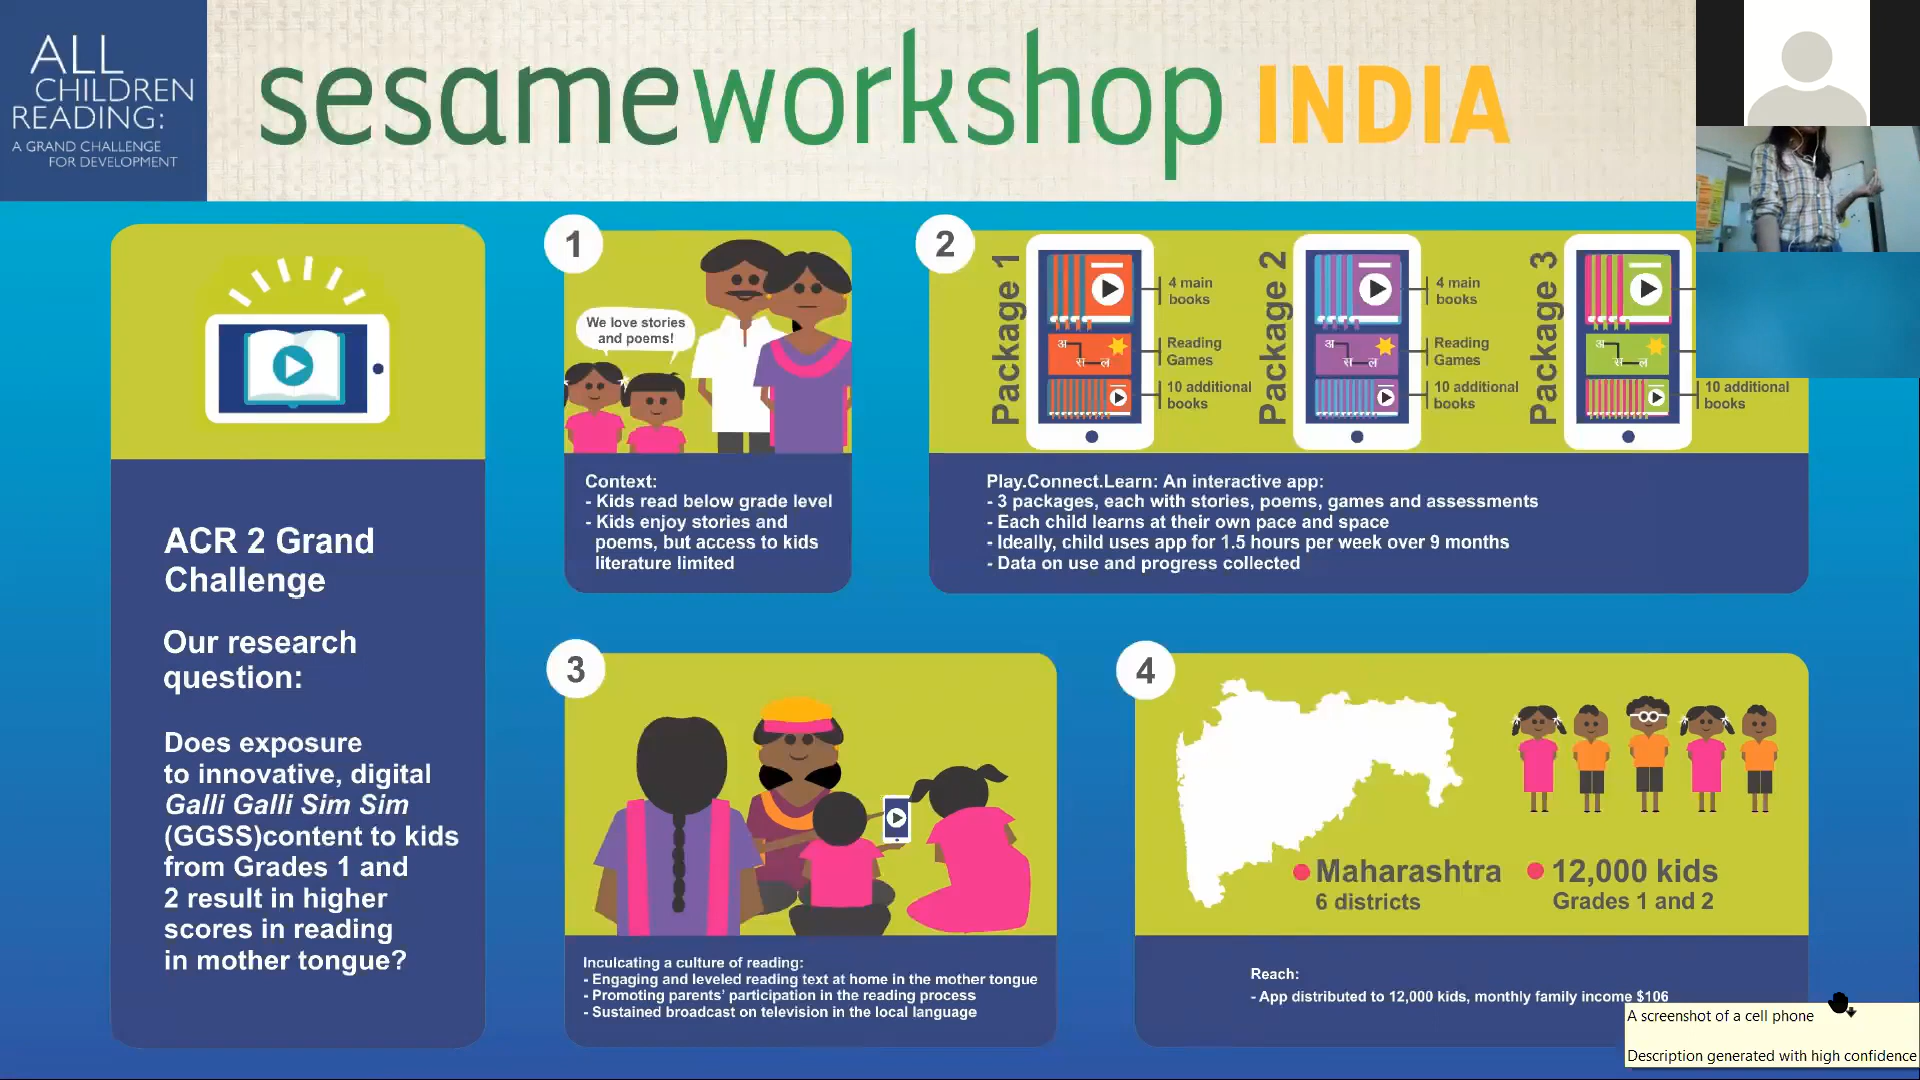 ALL
CHILDREN
READING:
A GRAND CHALLENGE
FOR DEVELOPMENT
sesameworkshop INDIA
ACR 2 Grand
Challenge
Our research
question:
Does exposure
to innovative, digital
Galli Galli Sim Sim
(GGSS)content to kids
from Grades 1 and
2 result in higher
scores in reading
in mother tongue?
1
We love stories
and poems!
Context:
- Kids read below grade level
- Kids enjoy stories and
poems, but access to kids
literature limited
2
Package 1
अ
स ल
4 main
books
Reading
Games
10 additional
books
Package 2
अ
स ल
4 main
books
Reading
Games
10 additional
books
Package 3
अ
स ल
10 additional
books
Play.Connect.Learn: An interactive app:
- 3 packages, each with stories, poems, games and assessments
- Each child learns at their own pace and space
- Ideally, child uses app for 1.5 hours per week over 9 months
- Data on use and progress collected
3
Inculcating a culture of reading:
- Engaging and leveled reading text at home in the mother tongue
- Promoting parents' participation in the reading process
- Sustained broadcast on television in the local language
4
Maharashtra
6 districts
12,000 kids
Grades 1 and 2
Reach:
- App distributed to 12,000 kids, monthly family income $106
A screenshot of a cell phone
Description generated with high confidence